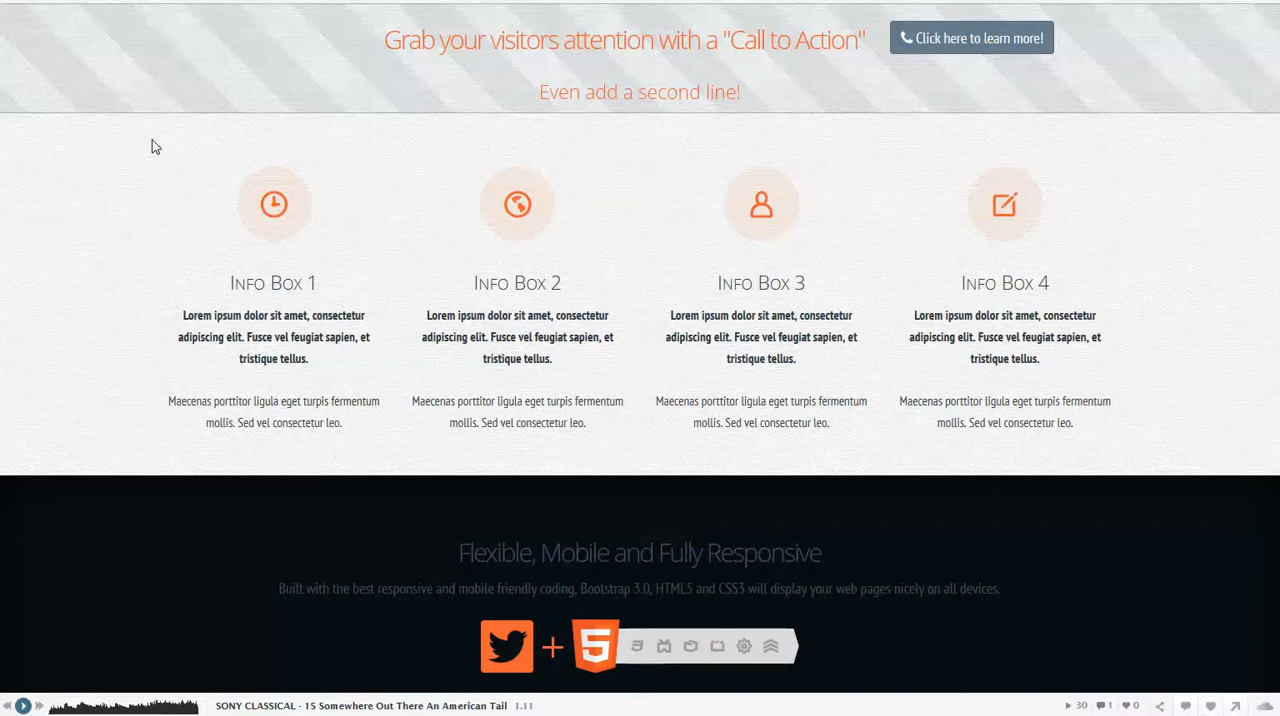 Grab your visitors attention with a "Call to Action"
Click here to learn more!
Even add a second line!
Info Box 1
Lorem ipsum dolor sit amet, consectetur
adipiscing elit. Fusce vel feugiat sapien, et
tristique tellus.
Maecenas porttitor ligula eget turpis fermentum
mollis. Sed vel consectetur leo.
Info Box 2
Lorem ipsum dolor sit amet, consectetur
adipiscing elit. Fusce vel feugiat sapien, et
tristique tellus.
Maecenas porttitor ligula eget turpis fermentum
mollis. Sed vel consectetur leo.
Info Box 3
Lorem ipsum dolor sit amet, consectetur
adipiscing elit. Fusce vel feugiat sapien, et
tristique tellus.
Maecenas porttitor ligula eget turpis fermentum
mollis. Sed vel consectetur leo.
Info Box 4
Lorem ipsum dolor sit amet, consectetur
adipiscing elit. Fusce vel feugiat sapien, et
tristique tellus.
Maecenas porttitor ligula eget turpis fermentum
mollis. Sed vel consectetur leo.
Flexible, Mobile and Fully Responsive
Built with the best responsive and mobile friendly coding, Bootstrap 3.0, HTML5 and CSS3 will display your web pages nicely on all devices.
+ 5
SONY CLASSICAL - 15 Somewhere Out There An American Tail 1.11
30 1 0